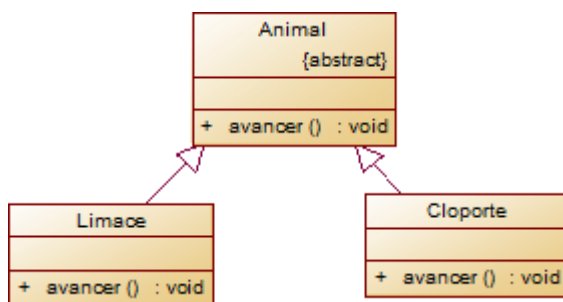 Animal
{abstract}
+ avancer () : void
Limace
+ avancer () : void
Cloporte
+ avancer () : void